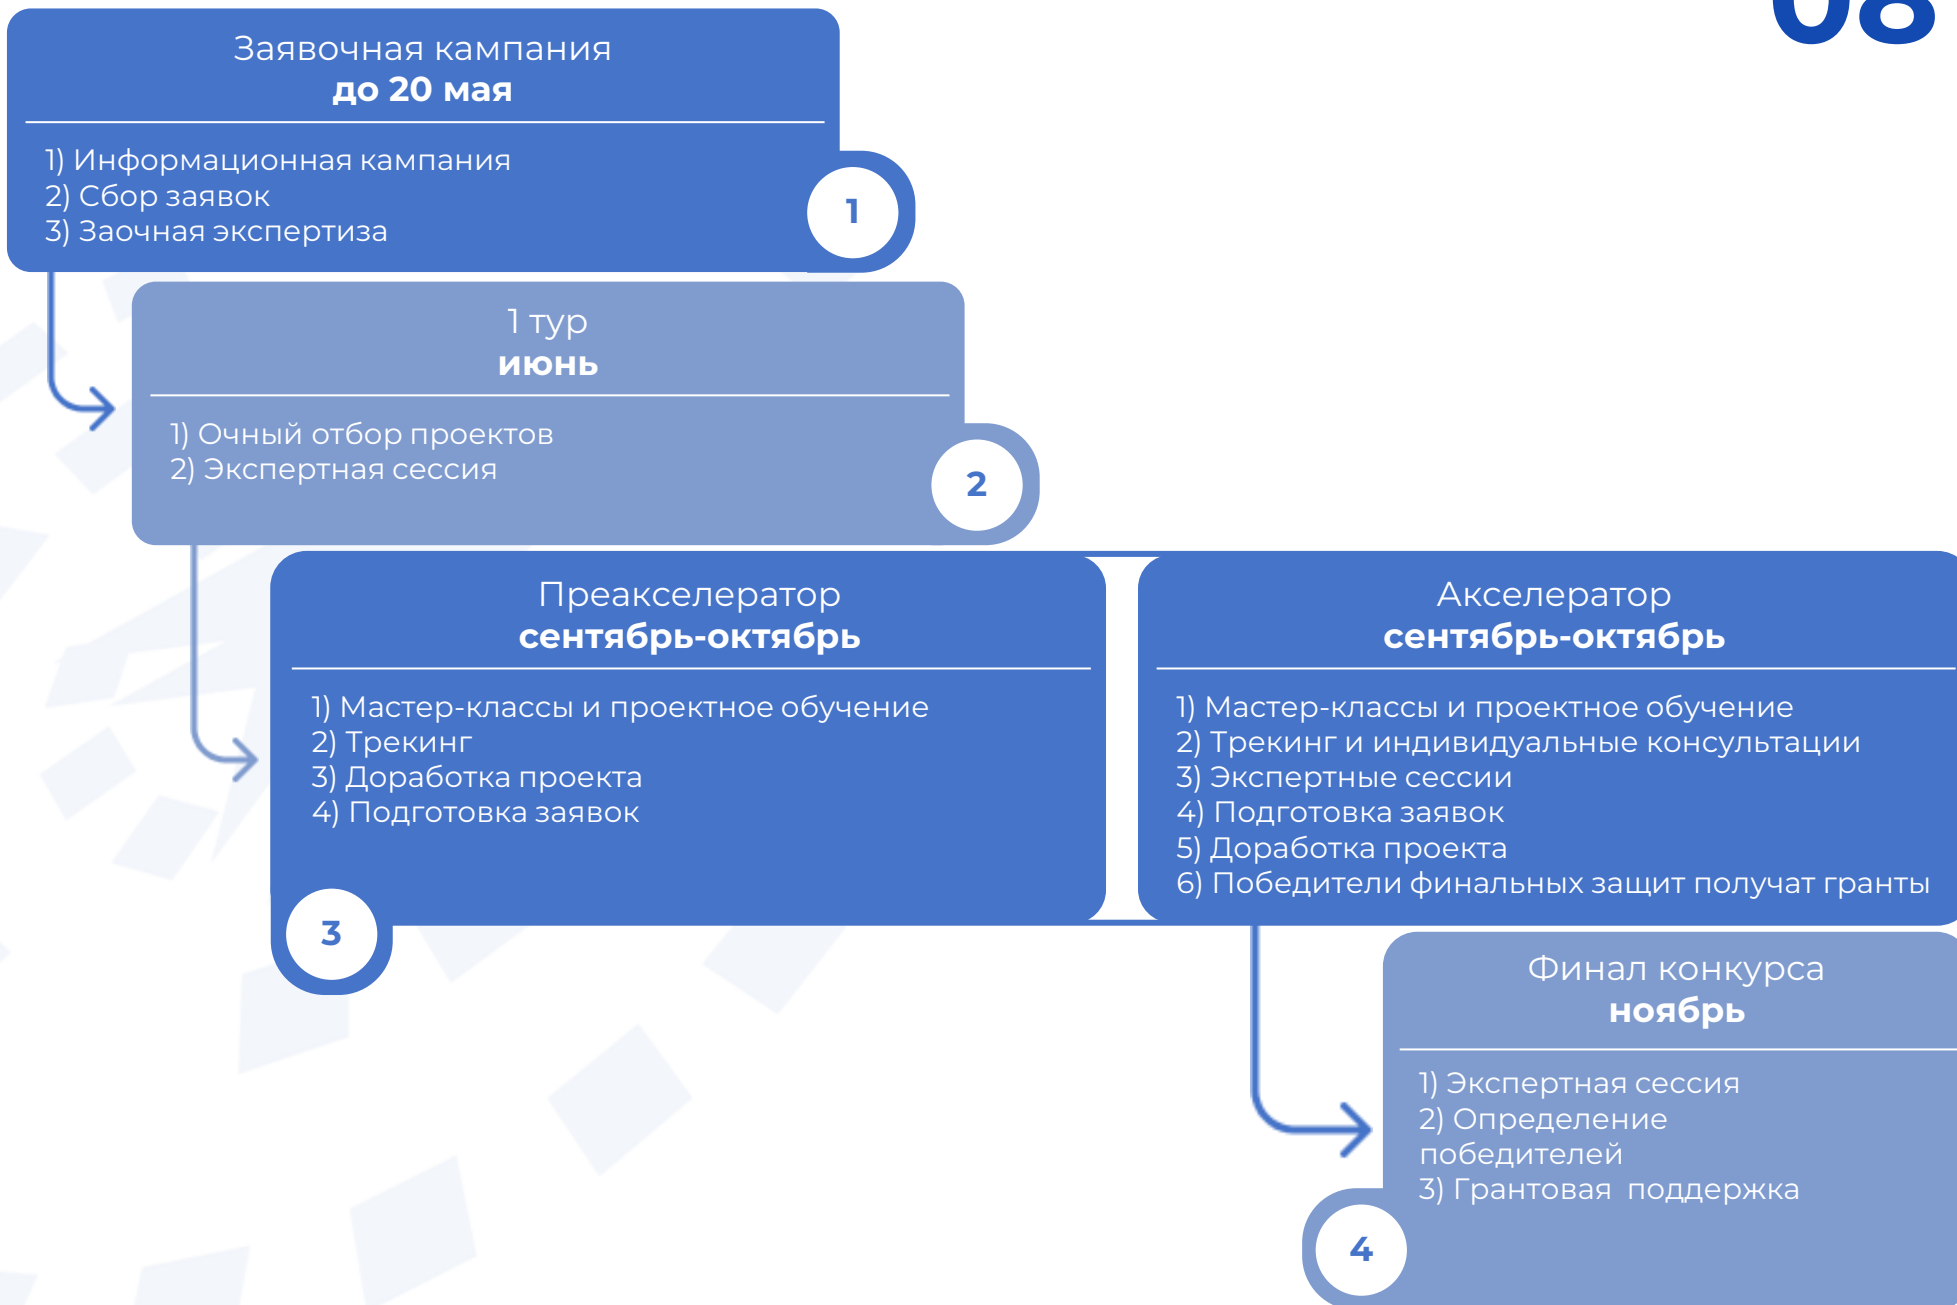 08
Заявочная кампания
до 20 мая
1) Информационная кампания
2) Сбор заявок
3) Заочная экспертиза
1
1 тур
июнь
1) Очный отбор проектов
2) Экспертная сессия
2
Преакселератор
сентябрь-октябрь
1) Мастер-классы и проектное обучение
2) Трекинг
3) Доработка проекта
4) Подготовка заявок
3
Акселератор
сентябрь-октябрь
1) Мастер-классы и проектное обучение
2) Трекинг и индивидуальные консультации
3) Экспертные сессии
4) Подготовка заявок
5) Доработка проекта
6) Победители финальных защит получат гранты
Финал конкурса
ноябрь
1) Экспертная сессия
2) Определение
победителей
3) Грантовая  поддержка
4